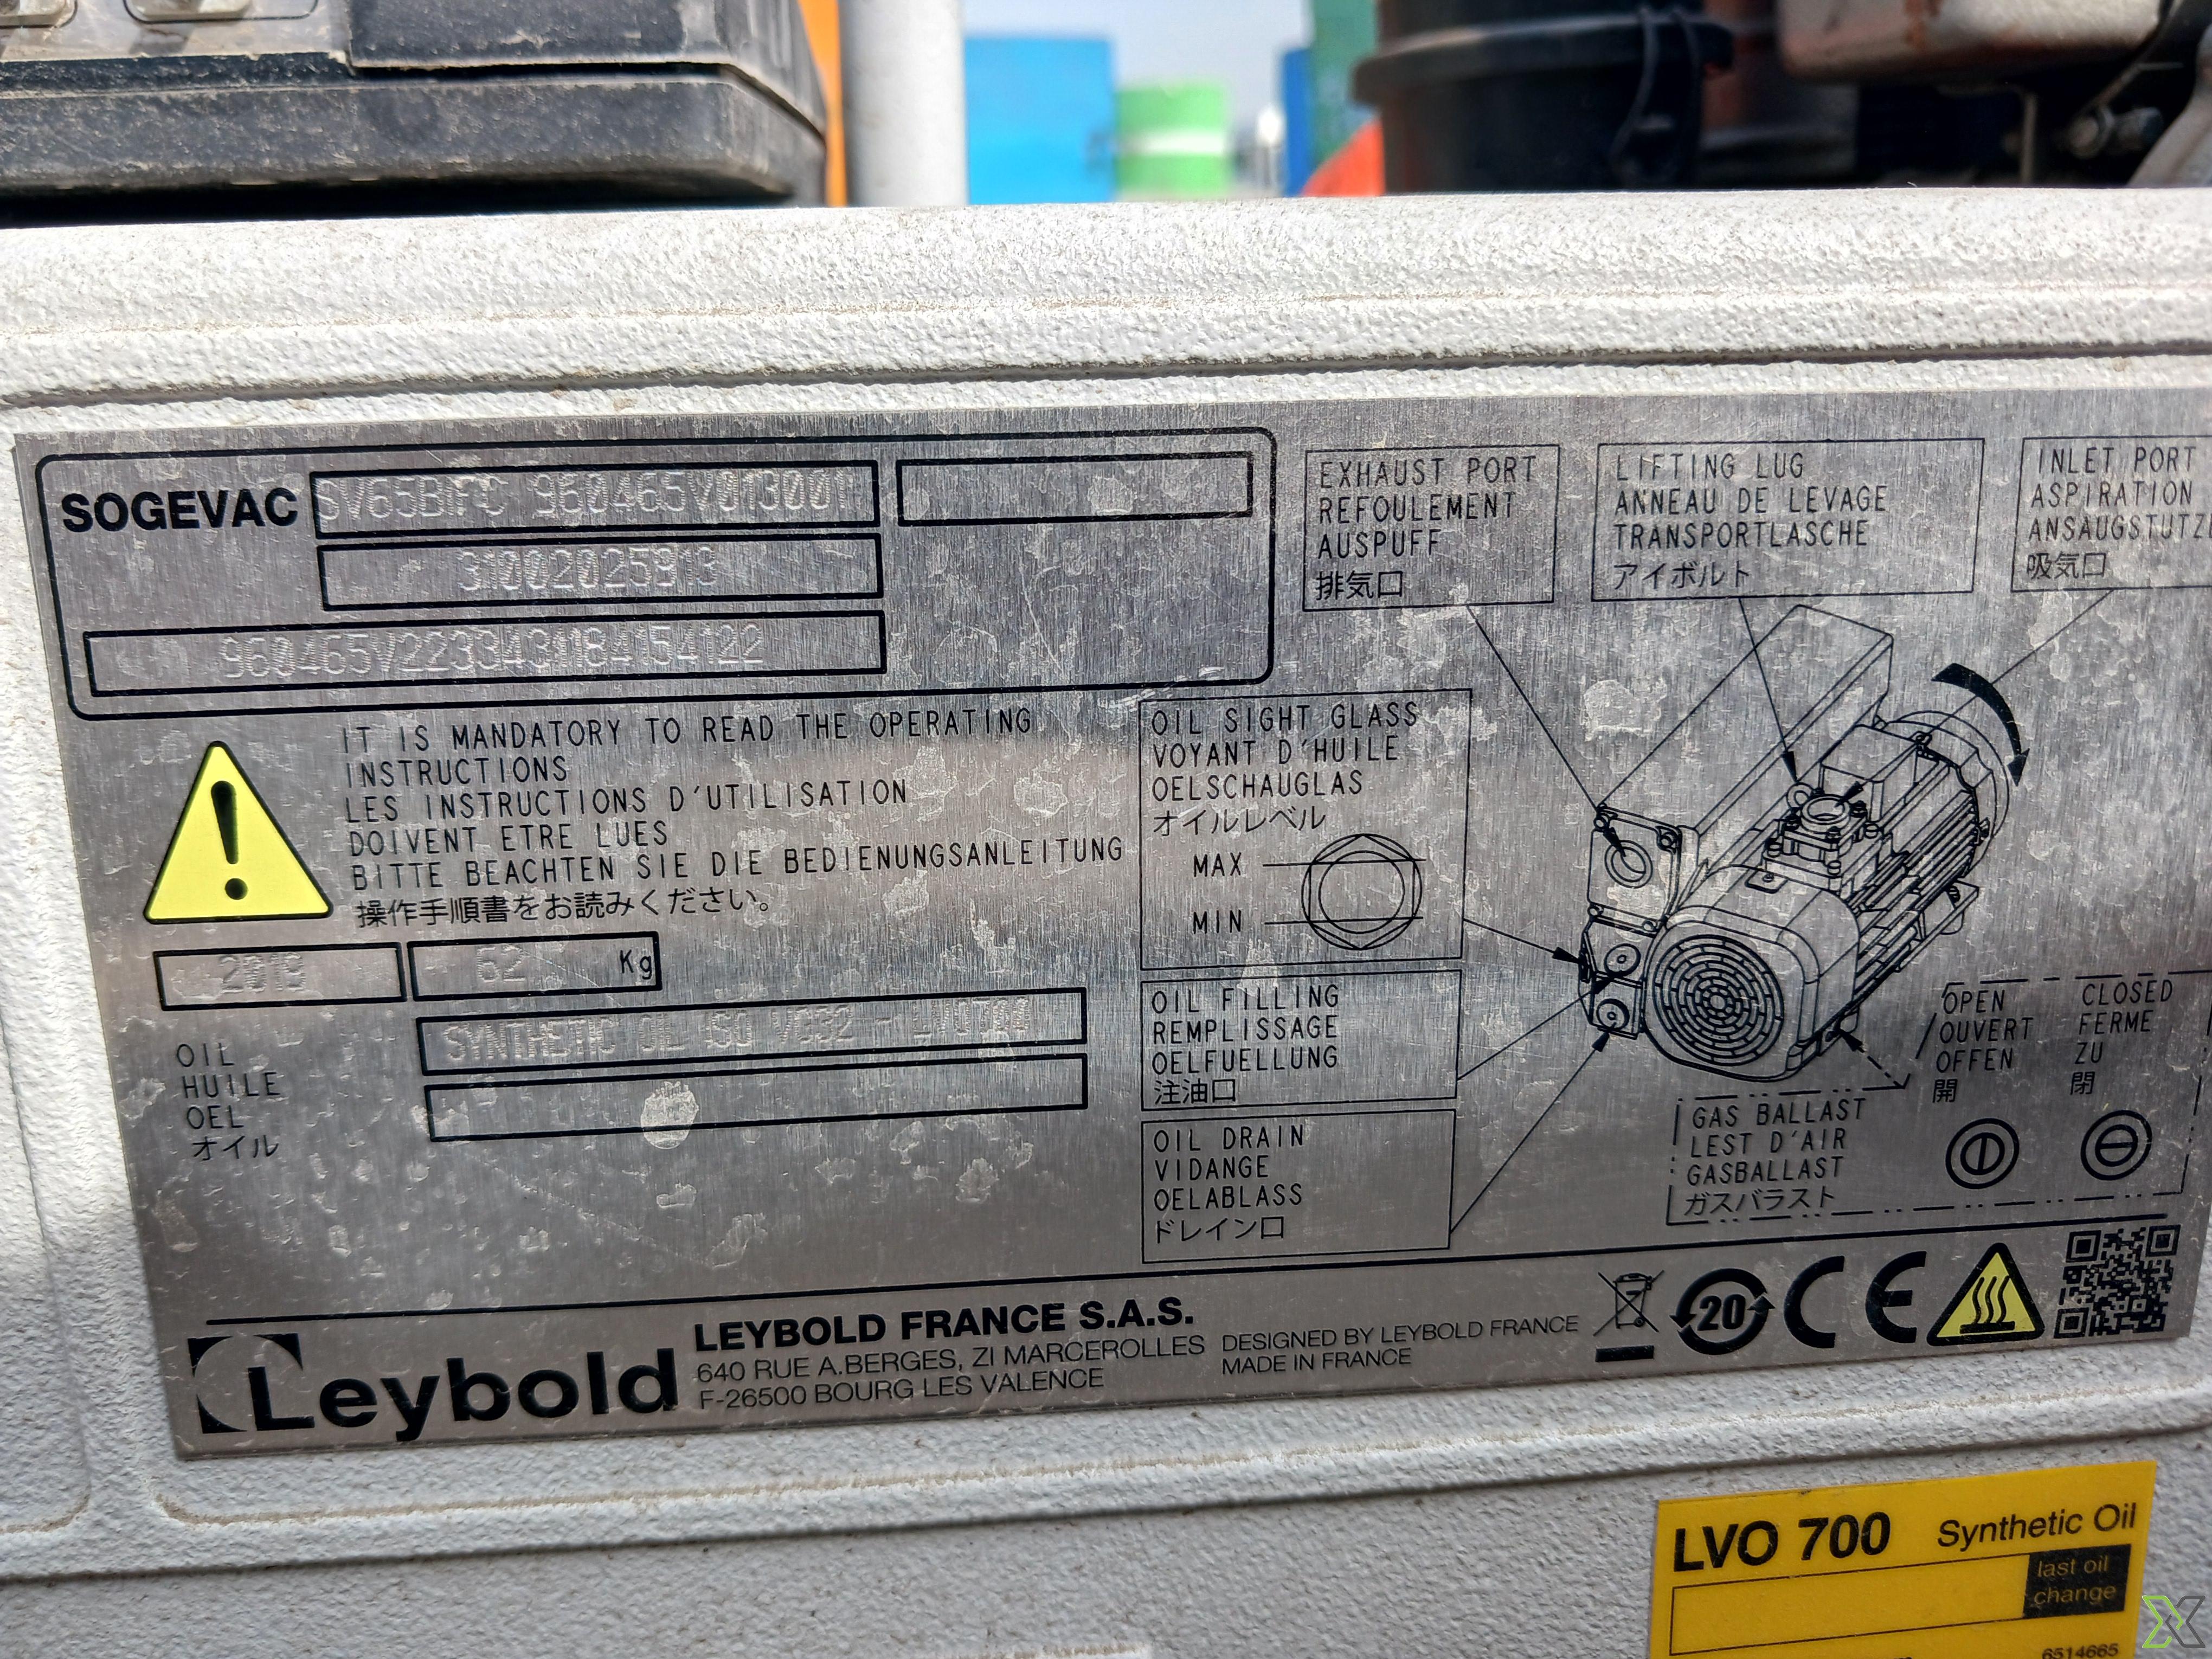 SOGEVAC SV65BIFC 960465V013001
31002025913
960465V2233431184154122
IT IS MANDATORY TO READ THE OPERATING
INSTRUCTIONS
LES INSTRUCTIONS D'UTILISATION
DOIVENT ETRE LUES
BITTE BEACHTEN SIE DIE BEDIENUNGSANLEITUNG
操作手順書をお読みください。
62 Kg
OIL
HUILE
OEL
オイル
SYNTHETIC OIL ISO VG32 - LVO700
EXHAUST PORT
REFOULEMENT
AUSPUFF
排気口
LIFTING LUG
ANNEAU DE LEVAGE
TRANSPORTLASCHE
アイボルト
INLET PORT
ASPIRATION
ANSAUGSTUTZE
吸気口
OIL SIGHT GLASS
VOYANT D'HUILE
OELSCHAUGLAS
オイルレベル
MAX
MIN
OIL FILLING
REMPLISSAGE
OELFUELLUNG
注油口
OIL DRAIN
VIDANGE
OELABLASS
ドレイン口
OPEN
OUVERT
OFFEN
開
CLOSED
FERME
ZU
閉
GAS BALLAST
LEST D'AIR
GASBALLAST
ガスバラスト
Leybold
LEYBOLD FRANCE S.A.S.
640 RUE A.BERGES, ZI MARCEROLLES
F-26500 BOURG LES VALENCE
DESIGNED BY LEYBOLD FRANCE
MADE IN FRANCE
20
CE
LVO 700 Synthetic Oil
last oil
change
6514665